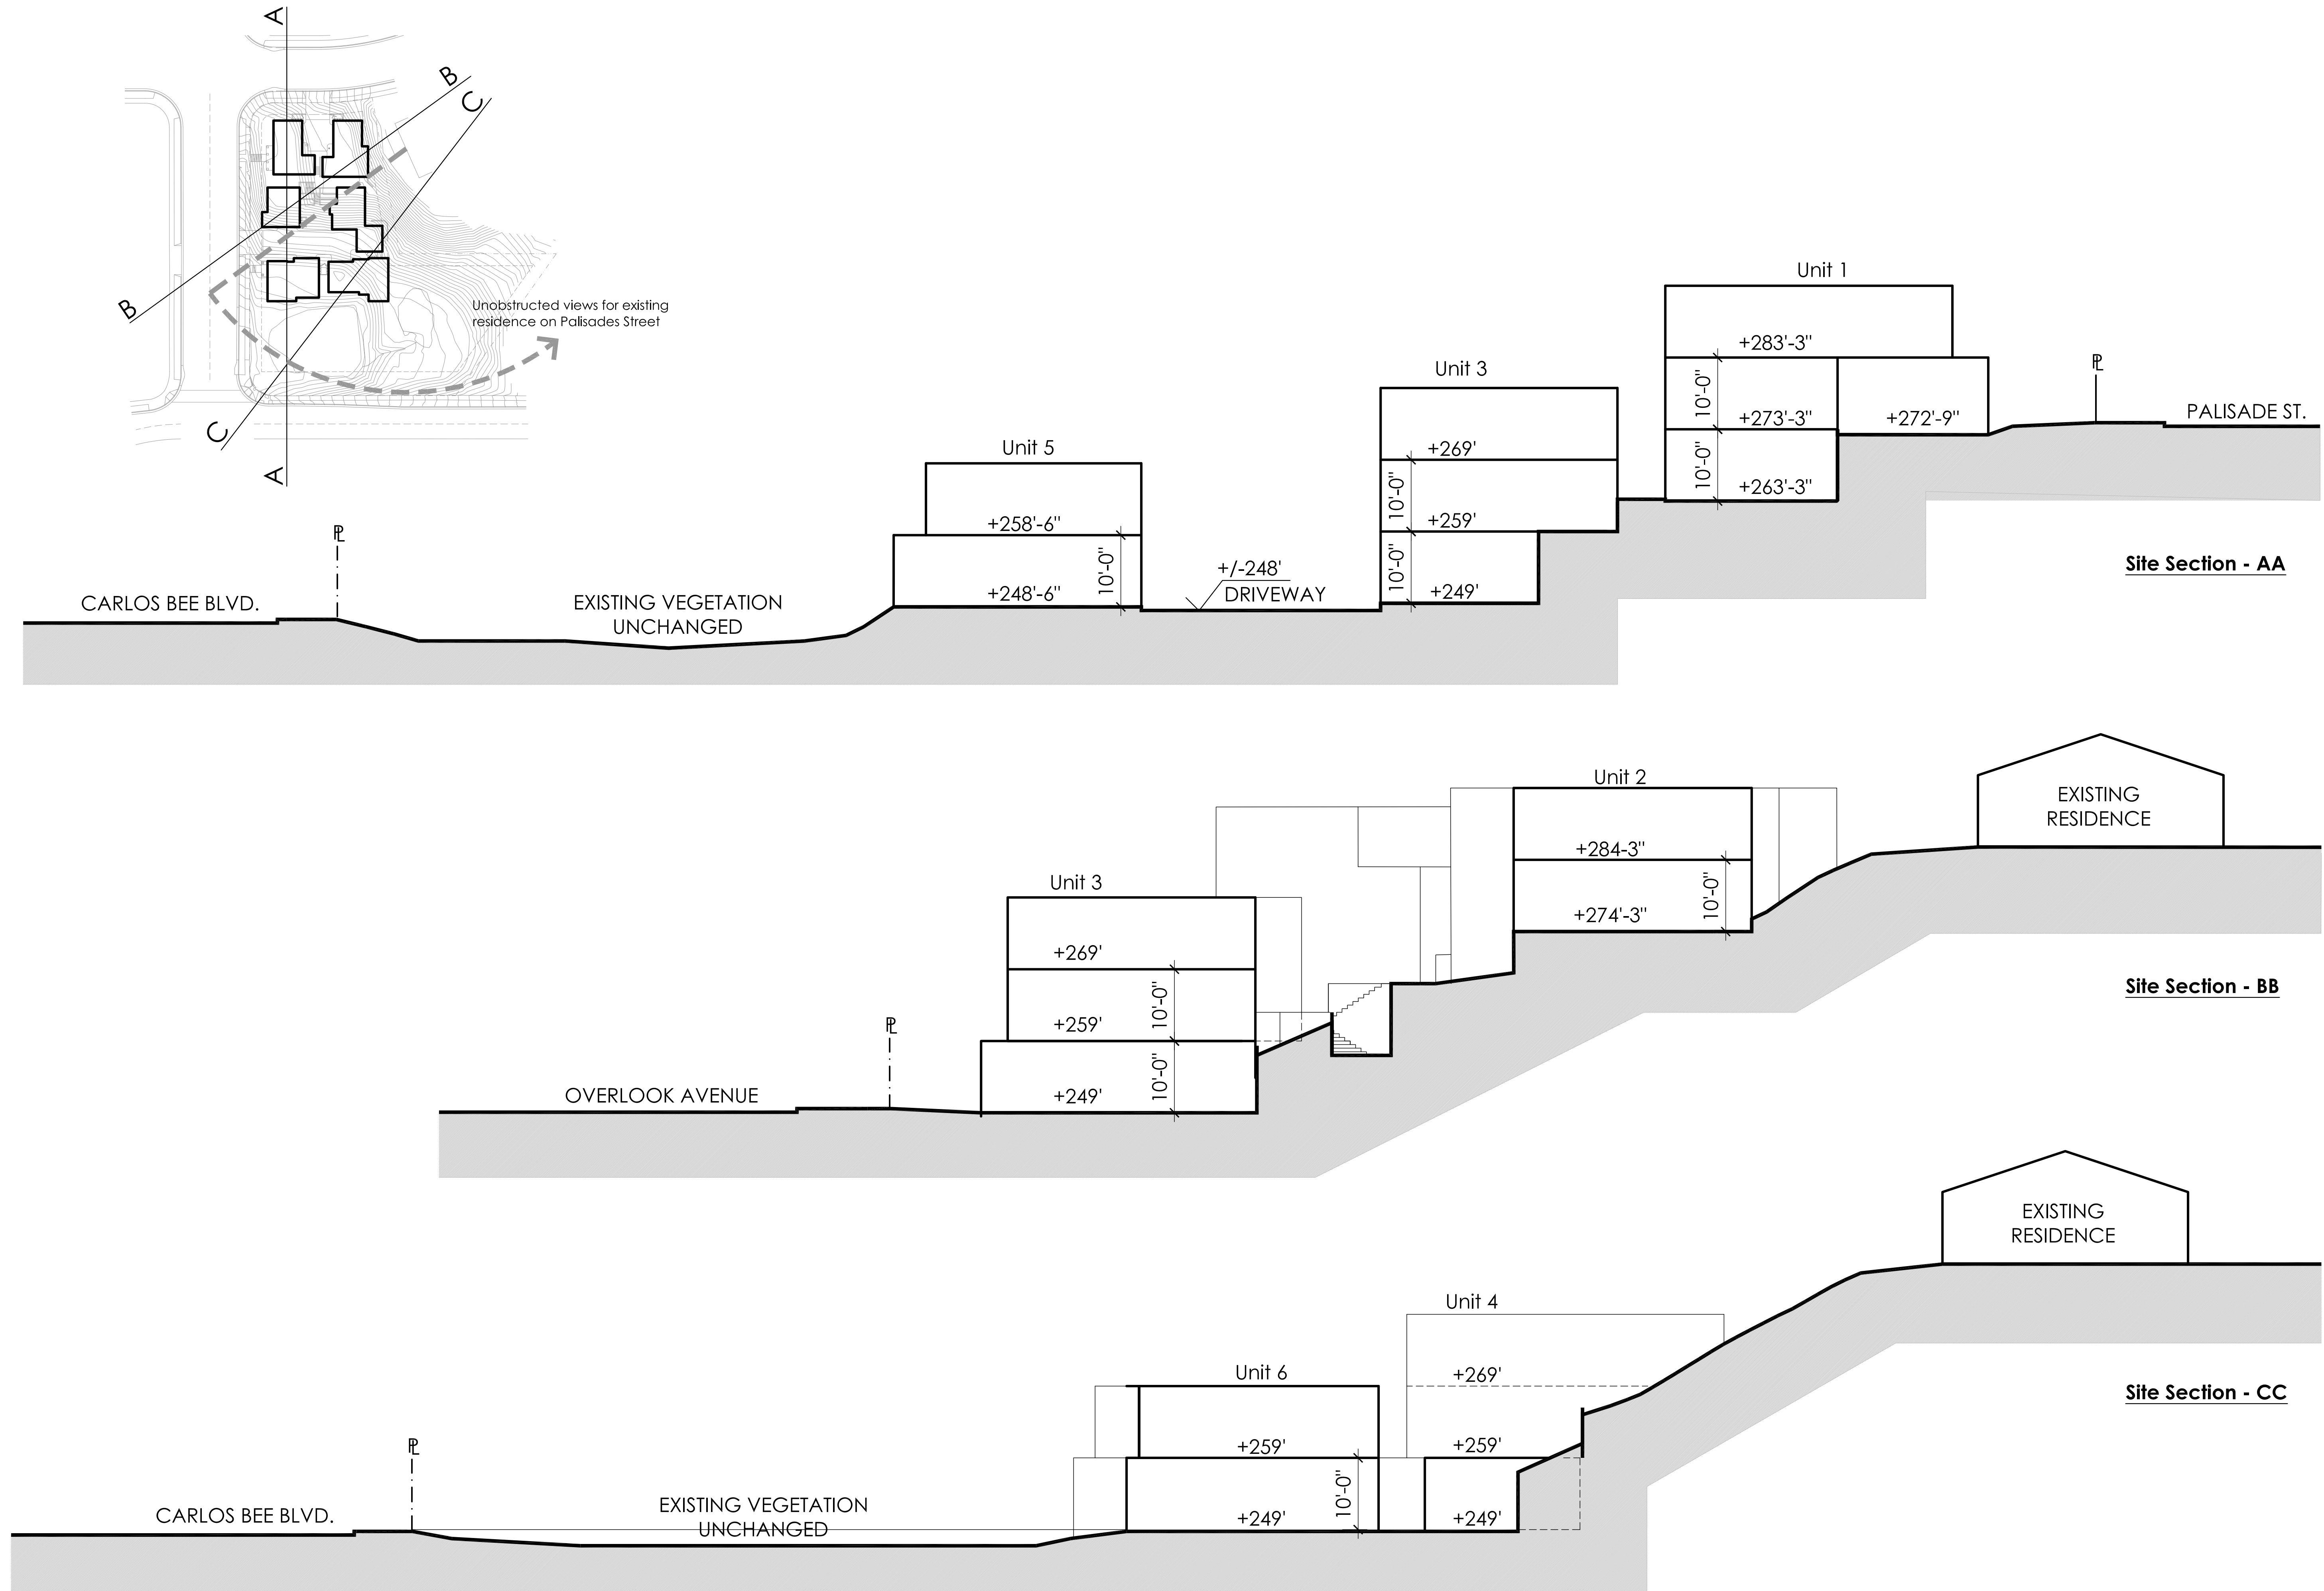 A
B
C
B
C
A
Unobstructed views for existing
residence on Palisades Street
Unit 1
+283'-3"
10'-0"
+273'-3"
+272'-9"
10'-0"
+263'-3"
PL
PALISADE ST.
Unit 3
+269'
10'-0"
+259'
10'-0"
+249'
Unit 5
+258'-6"
10'-0"
+248'-6"
+/-248'
DRIVEWAY
PL
CARLOS BEE BLVD.
EXISTING VEGETATION
UNCHANGED
Site Section - AA
EXISTING
RESIDENCE
Unit 2
+284-3"
10'-0"
+274'-3"
Unit 3
+269'
10'-0"
+259'
10'-0"
+249'
PL
OVERLOOK AVENUE
Site Section - BB
EXISTING
RESIDENCE
Unit 4
+269'
+259'
+249'
Unit 6
+259'
10'-0"
+249'
PL
CARLOS BEE BLVD.
EXISTING VEGETATION
UNCHANGED
Site Section - CC